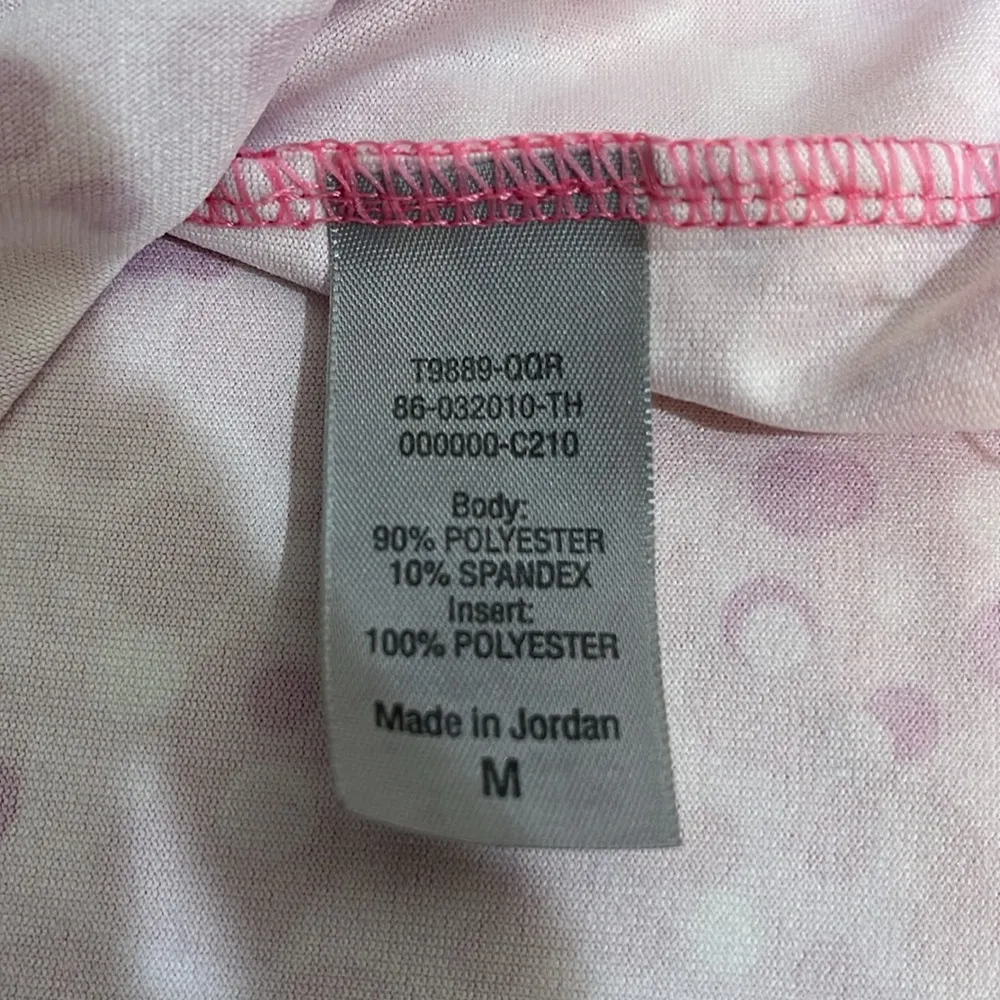 T9889-QQR
86-032010-TH
000000-C210
Body:
90% POLYESTER
10% SPANDEX
Insert:
100% POLYESTER
Made in Jordan
M